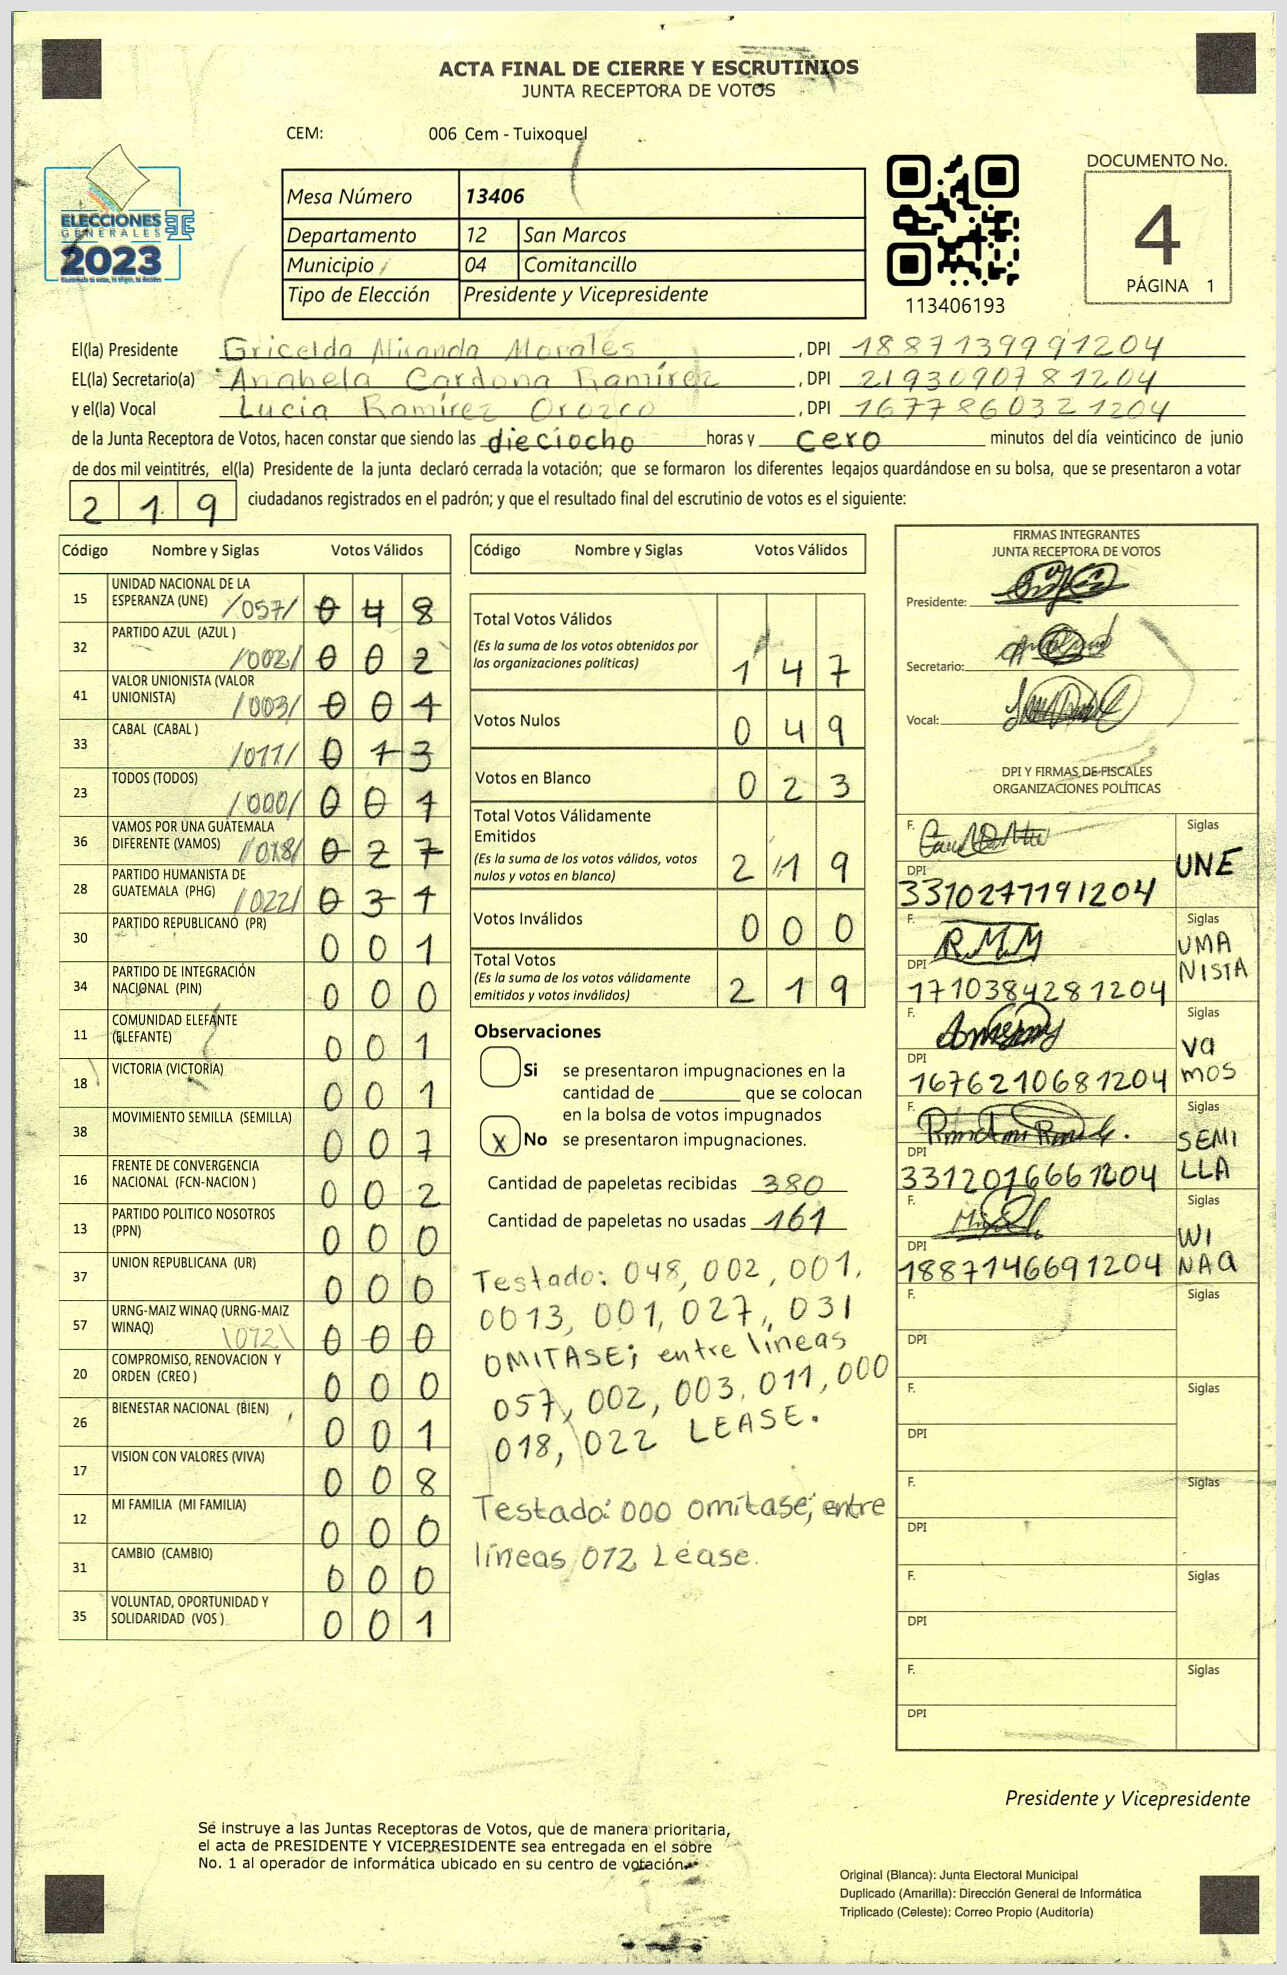 ACTA FINAL DE CIERRE Y ESCRUTINIOS
JUNTA RECEPTORA DE VOTOS
CEM: 006 Cem - Tuixoquel
ELECCIONES
GENERALES
2023
Mesa Número 13406
Departamento 12 San Marcos
Municipio 04 Comitancillo
Tipo de Elección Presidente y Vicepresidente
113406193
DOCUMENTO No.
4
PÁGINA 1
El(la) Presidente Gricelda Miranda Morales , DPI 1887139991204
EL(la) Secretario(a) Anabela Cardona Ramírez , DPI 2193090781204
y el(la) Vocal Lucia Ramírez Orozco , DPI 1677860321204
de la Junta Receptora de Votos, hacen constar que siendo las dieciocho horas y cero minutos del día veinticinco de junio
de dos mil veintitrés, el(la) Presidente de la junta declaró cerrada la votación; que se formaron los diferentes legajos quardándose en su bolsa, que se presentaron a votar
2 1 9 ciudadanos registrados en el padrón; y que el resultado final del escrutinio de votos es el siguiente:
Código Nombre y Siglas Votos Válidos
15 UNIDAD NACIONAL DE LA
ESPERANZA (UNE) /057/ 0 4 8
32 PARTIDO AZUL (AZUL )
/002/ 0 0 2
41 VALOR UNIONISTA (VALOR
UNIONISTA) /003/ 0 0 1
33 CABAL (CABAL )
/011/ 0 1 3
23 TODOS (TODOS)
/000/ 0 0 1
36 VAMOS POR UNA GUATEMALA
DIFERENTE (VAMOS) /018/ 0 2 7
28 PARTIDO HUMANISTA DE
GUATEMALA (PHG) /022/ 0 3 1
30 PARTIDO REPUBLICANO (PR) 0 0 1
34 PARTIDO DE INTEGRACIÓN
NACIONAL (PIN) 0 0 0
11 COMUNIDAD ELEFANTE
(ELEFANTE) 0 0 1
18 VICTORIA (VICTORIA) 0 0 1
38 MOVIMIENTO SEMILLA (SEMILLA) 0 0 7
16 FRENTE DE CONVERGENCIA
NACIONAL (FCN-NACION ) 0 0 2
13 PARTIDO POLITICO NOSOTROS
(PPN) 0 0 0
37 UNION REPUBLICANA (UR) 0 0 0
57 URNG-MAIZ WINAQ (URNG-MAIZ
WINAQ) \012\ 0 0 0
20 COMPROMISO, RENOVACION Y
ORDEN (CREO ) 0 0 0
26 BIENESTAR NACIONAL (BIEN) 0 0 1
17 VISION CON VALORES (VIVA) 0 0 8
12 MI FAMILIA (MI FAMILIA) 0 0 0
31 CAMBIO (CAMBIO) 0 0 0
35 VOLUNTAD, OPORTUNIDAD Y
SOLIDARIDAD (VOS ) 0 0 1
Código Nombre y Siglas Votos Válidos
Total Votos Válidos
(Es la suma de los votos obtenidos por
las organizaciones políticas) 1 4 7
Votos Nulos 0 4 9
Votos en Blanco 0 2 3
Total Votos Válidamente
Emitidos
(Es la suma de los votos válidos, votos
nulos y votos en blanco) 2 1 9
Votos Inválidos 0 0 0
Total Votos
(Es la suma de los votos válidamente
emitidos y votos inválidos) 2 1 9
Observaciones
Si se presentaron impugnaciones en la
cantidad de ________ que se colocan
en la bolsa de votos impugnados
X No se presentaron impugnaciones.
Cantidad de papeletas recibidas 380
Cantidad de papeletas no usadas 161
Testado: 048, 002, 001,
0013, 001, 027, 031
OMITASE; entre líneas
057, 002, 003, 011, 000
018, 022 LEASE.
Testado: 000 omítase; entre
líneas 012 Léase.
FIRMAS INTEGRANTES
JUNTA RECEPTORA DE VOTOS
Presidente:
Secretario:
Vocal:
DPI Y FIRMAS DE FISCALES
ORGANIZACIONES POLÍTICAS
F. Siglas
UNE
DPI
3310277191204
F. R.M.M Siglas
UMA
NISTA
DPI
1710384281204
F. Siglas
Va
mos
DPI
1676210681204
F. Siglas
SEMI
LLA
DPI
3312016661204
F. Siglas
WI
NAQ
DPI
1887146691204
F. Siglas
DPI
F. Siglas
DPI
F. Siglas
DPI
F. Siglas
DPI
F. Siglas
DPI
Presidente y Vicepresidente
Se instruye a las Juntas Receptoras de Votos, que de manera prioritaria,
el acta de PRESIDENTE Y VICEPRESIDENTE sea entregada en el sobre
No. 1 al operador de informática ubicado en su centro de votación.
Original (Blanca): Junta Electoral Municipal
Duplicado (Amarilla): Dirección General de Informática
Triplicado (Celeste): Correo Propio (Auditoria)